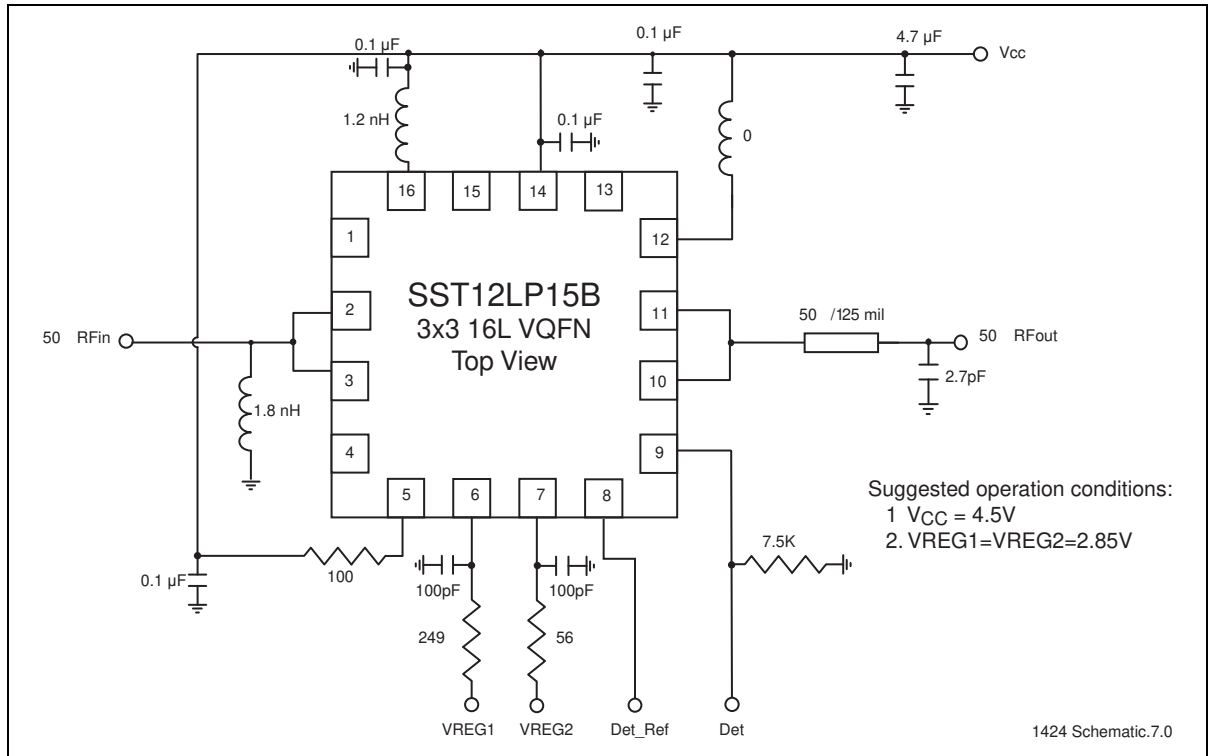 0.1 µF
0.1 µF
4.7 µF
Vcc
1.2 nH
0.1 µF
0
16
15
14
13
1
12
SST12LP15B
3x3 16L VQFN
Top View
2
11
50 RFin
50 /125 mil
50 RFout
3
10
2.7pF
1.8 nH
4
9
5
6
7
8
Suggested operation conditions:
1 VCC = 4.5V
2. VREG1=VREG2=2.85V
7.5K
0.1 µF
100
100pF
100pF
249
56
VREG1
VREG2
Det_Ref
Det
1424 Schematic.7.0